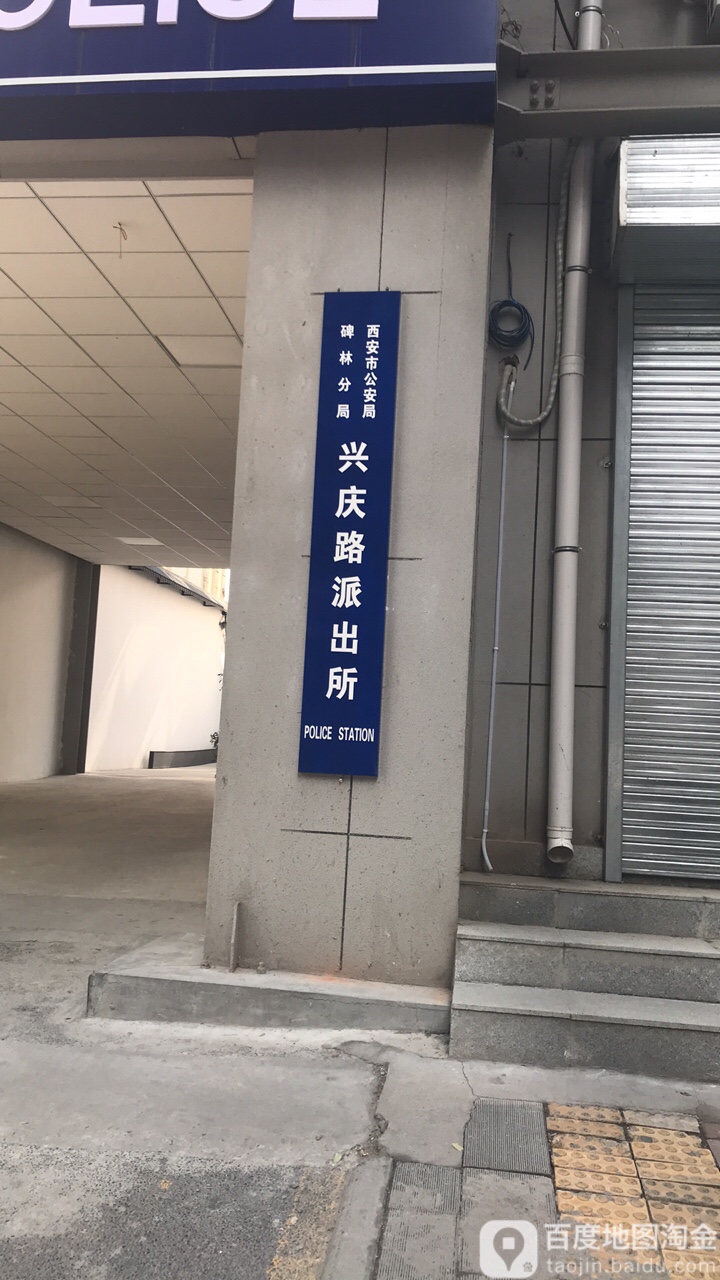 POLICE
西安市公安局
碑林分局
兴庆路派出所
POLICE STATION
百度地图淘金
taojin.baidu.com